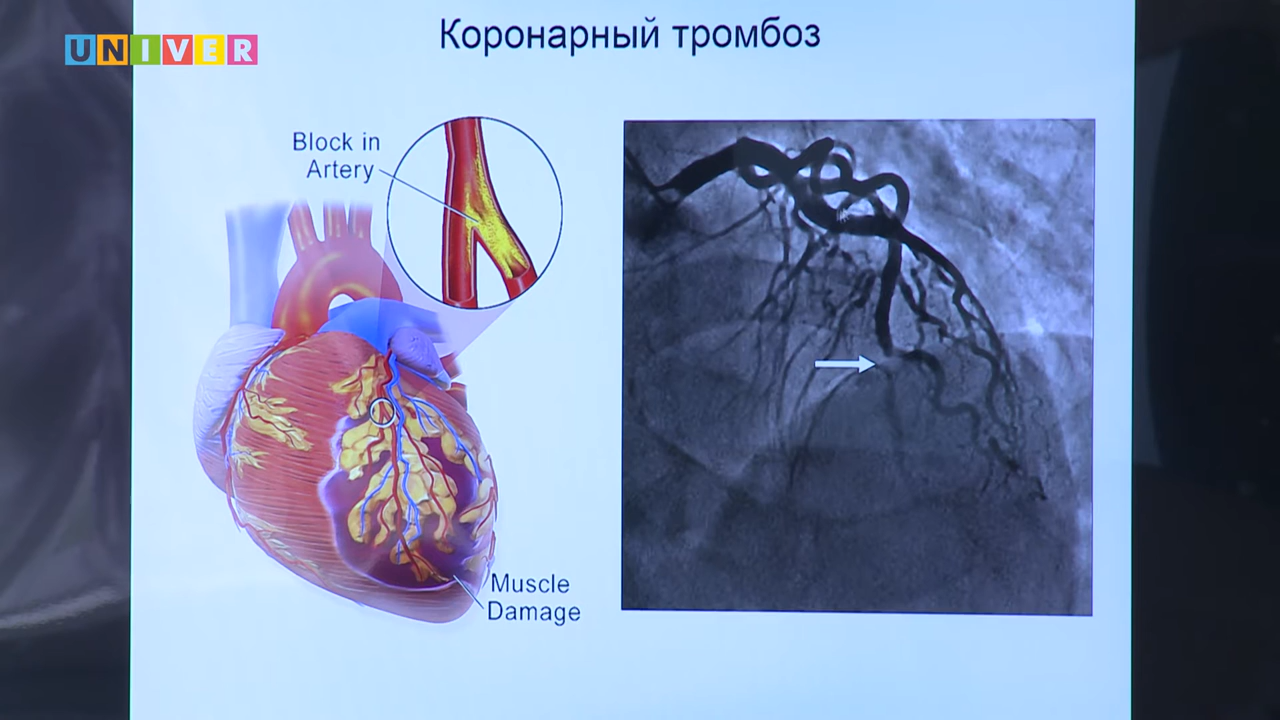 UNIVER
Коронарный тромбоз
Block in
Artery
Muscle
Damage